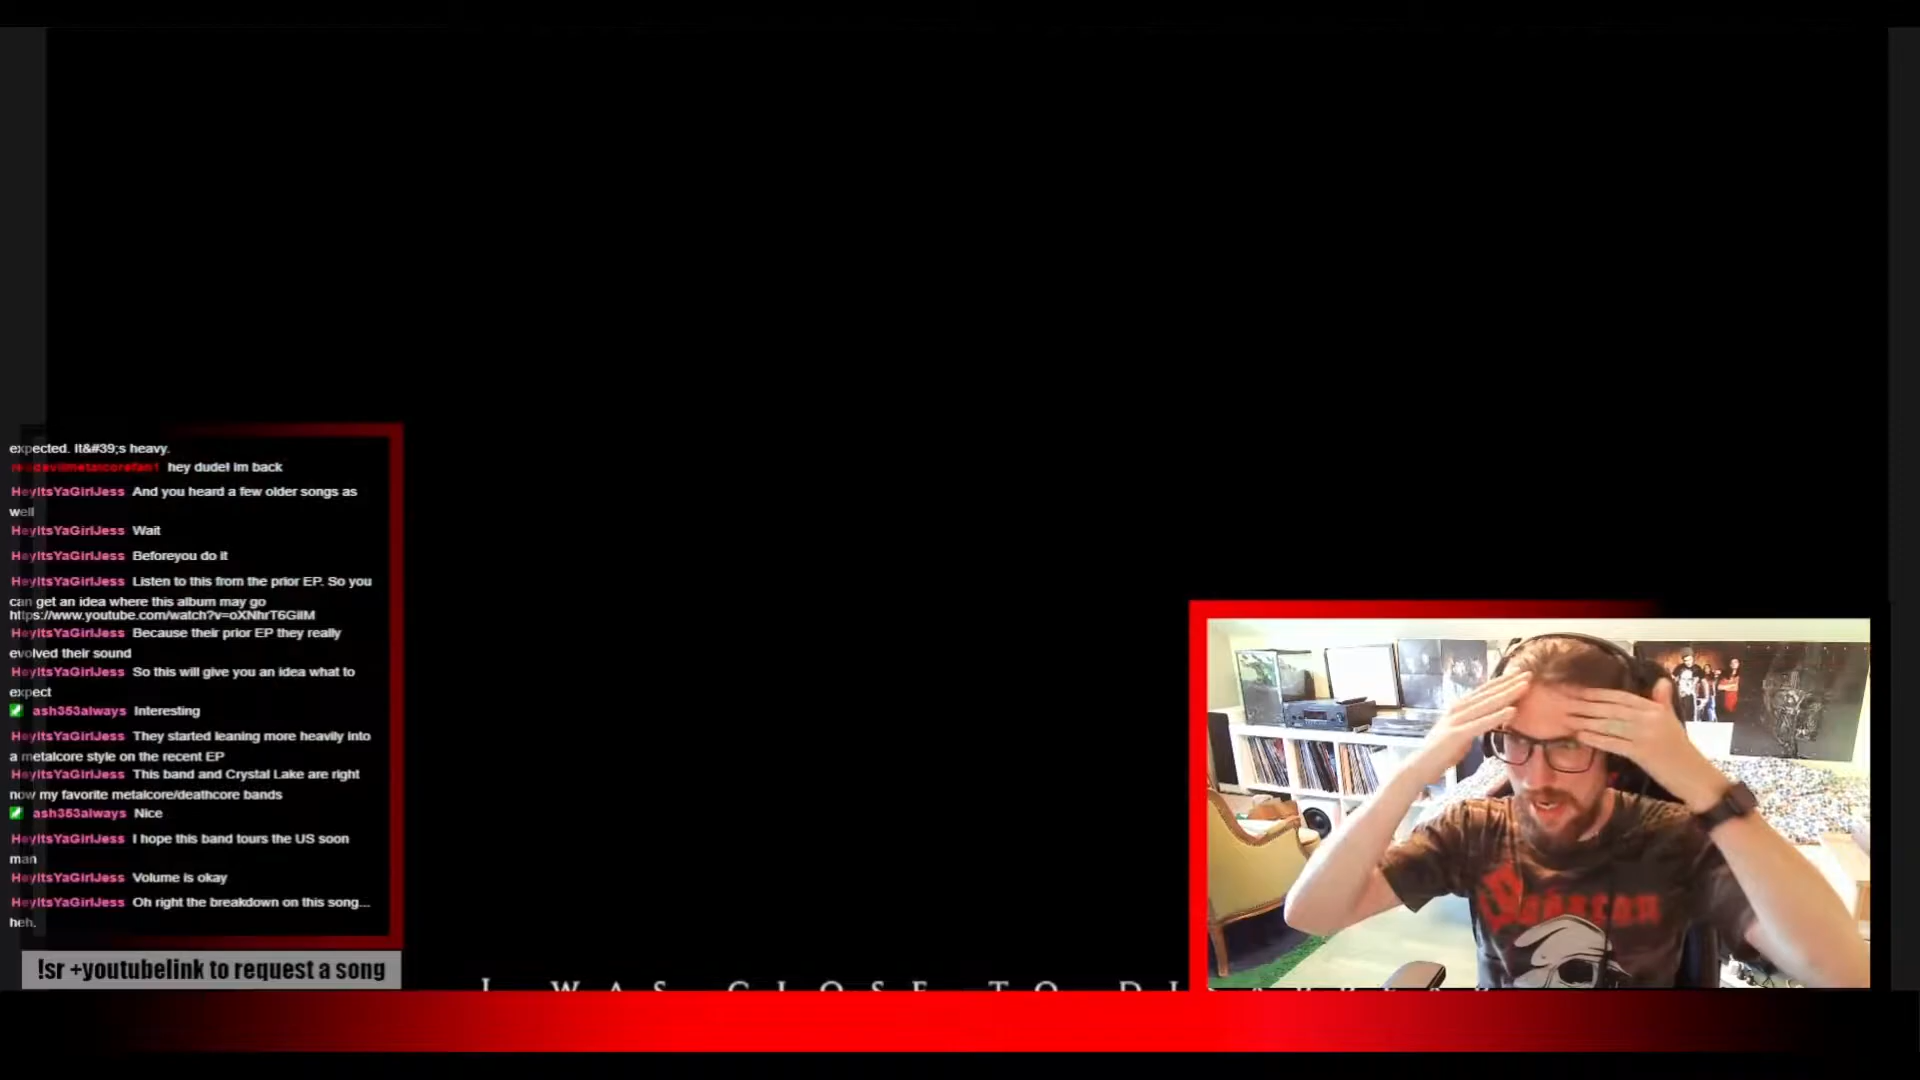 expected. It&#39;s heavy.
hey dude! im back
HeyItsYaGirlJess And you heard a few older songs as
well
HeyItsYaGirlJess Wait
HeyItsYaGirlJess Beforeyou do it
HeyItsYaGirlJess Listen to this from the prior EP. So you
can get an idea where this album may go
https://www.youtube.com/watch?v=oXNhrT6GiIM
HeyItsYaGirlJess Because their prior EP they really
evolved their sound
HeyItsYaGirlJess So this will give you an idea what to
expect
ash353always Interesting
HeyItsYaGirlJess They started leaning more heavily into
a metalcore style on the recent EP
HeyItsYaGirlJess This band and Crystal Lake are right
now my favorite metalcore/deathcore bands
ash353always Nice
HeyItsYaGirlJess I hope this band tours the US soon
man
HeyItsYaGirlJess Volume is okay
HeyItsYaGirlJess Oh right the breakdown on this song...
heh.
!sr +youtubelink to request a song
I WAS CLOSE TO